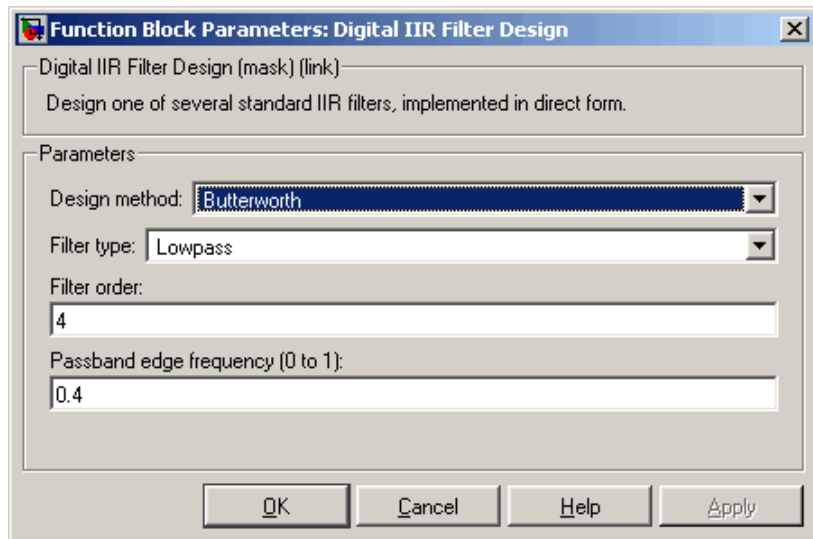 Function Block Parameters: Digital IIR Filter Design
Digital IIR Filter Design (mask) (link)
Design one of several standard IIR filters, implemented in direct form.
Parameters
Design method: Butterworth
Filter type: Lowpass
Filter order:
4
Passband edge frequency (0 to 1):
0.4
OK Cancel Help Apply